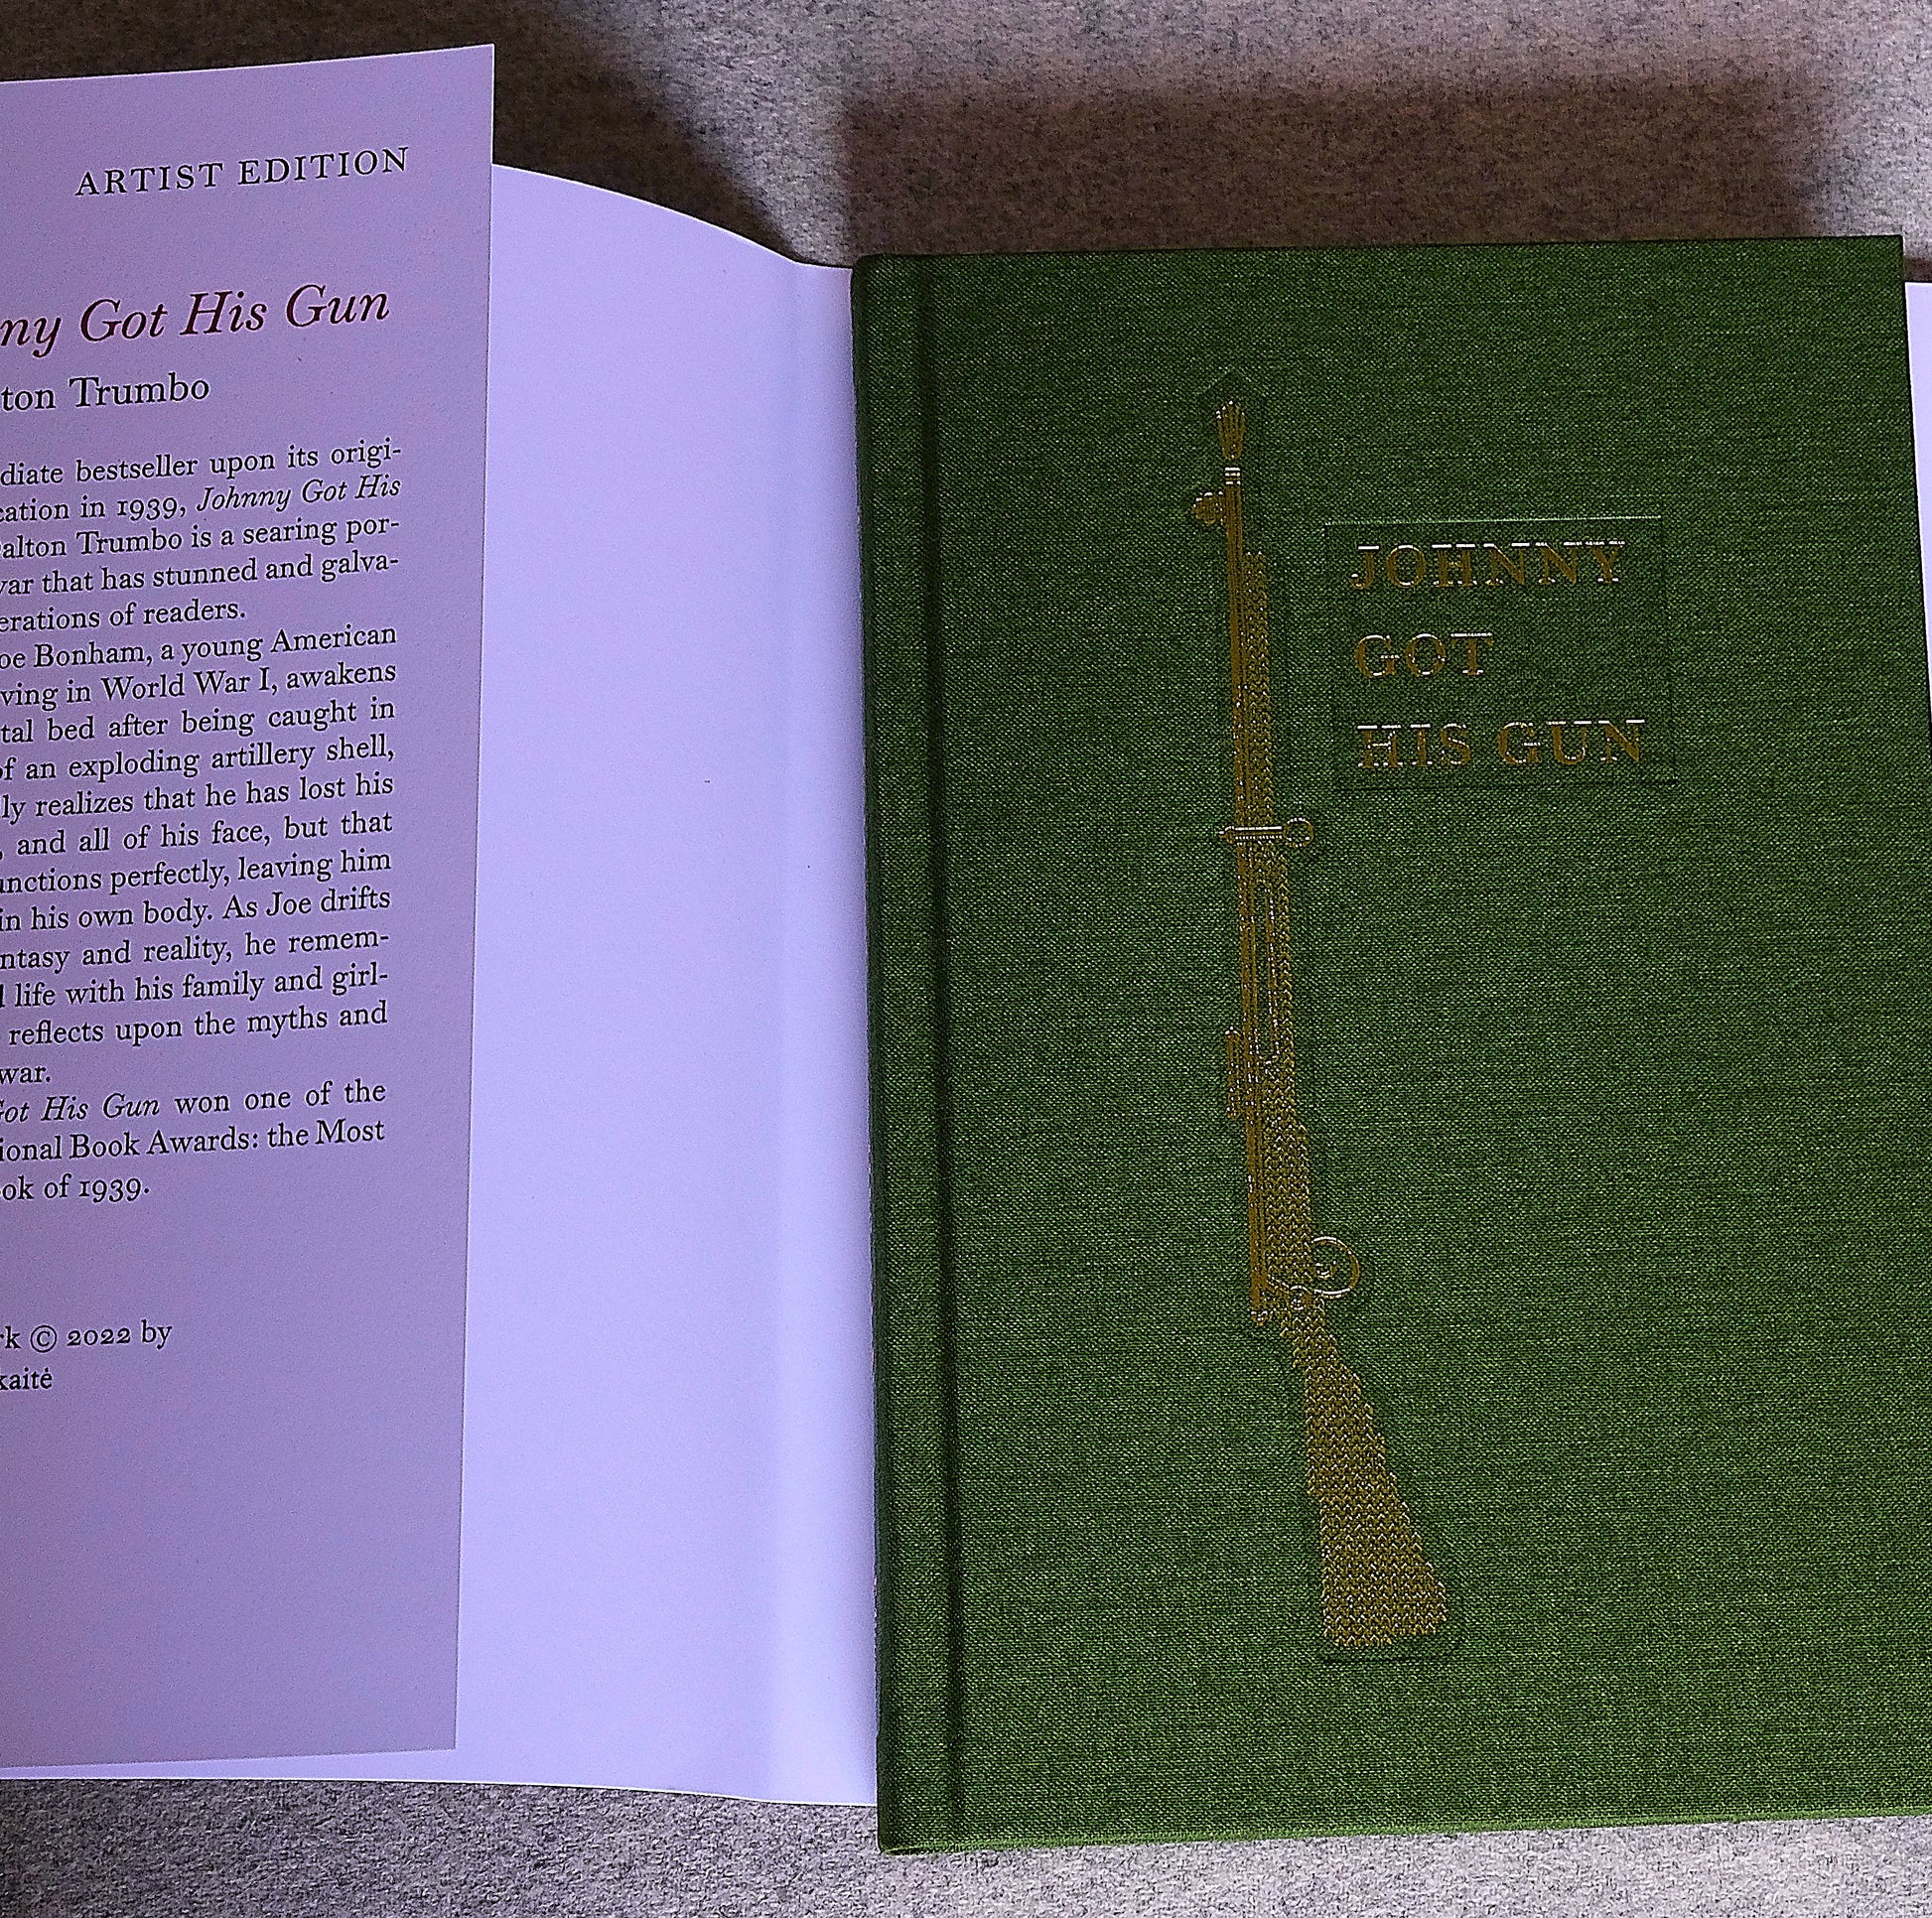 ARTIST EDITION
ny Got His Gun
ton Trumbo
diate bestseller upon its origi-
cation in 1939, Johnny Got His
alton Trumbo is a searing por-
war that has stunned and galva-
erations of readers.
oe Bonham, a young American
ving in World War I, awakens
tal bed after being caught in
of an exploding artillery shell,
ly realizes that he has lost his
, and all of his face, but that
unctions perfectly, leaving him
in his own body. As Joe drifts
ntasy and reality, he remem-
l life with his family and girl-
reflects upon the myths and
war.
Got His Gun won one of the
ional Book Awards: the Most
ok of 1939.
rk © 2022 by
kaitė
JOHNNY
GOT
HIS GUN